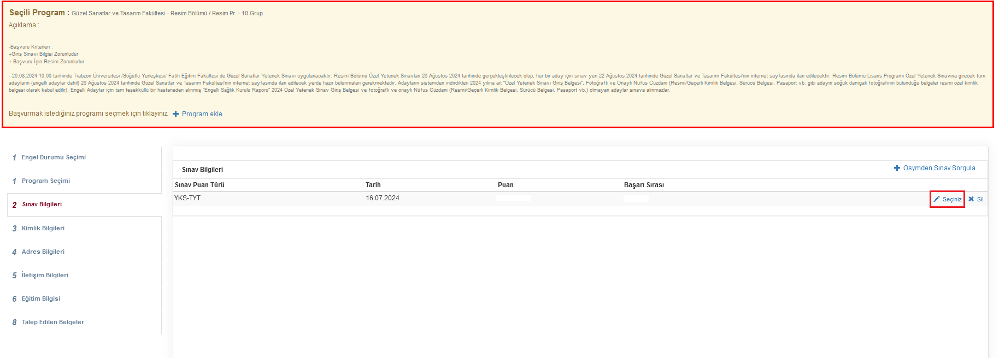 Seçili Program : Güzel Sanatlar ve Tasarım Fakültesi - Resim Bölümü / Resim Pr. - 10.Grup
Açıklama :
-Başvuru Kriterleri :
+Giriş Sınavı Bilgisi Zorunludur
+ Başvuru İçin Resim Zorunludur
- 26.08.2024 10:00 tarihinde Trabzon Üniversitesi /Söğütlü Yerleşkesi/ Fatih Eğitim Fakültesi de Güzel Sanatlar Yetenek Sınavı uygulanacaktır. Resim Bölümü Özel Yetenek Sınavları 26 Ağustos 2024 tarihinde gerçekleştirilecek olup, her bir aday için sınav yeri 22 Ağustos 2024 tarihinde Güzel Sanatlar ve Tasarım Fakültesi'nin internet sayfasında ilan edilecektir. Resim Bölümü Lisans Programı Özel Yetenek Sınavına girecek tüm
adayların (engelli adaylar dahil) 26 Ağustos 2024 tarihinde Güzel Sanatlar ve Tasarım Fakültesi'nin internet sayfasında ilan edilecek yerde hazır bulunmaları gerekmektedir. Adayların sistemden indirdikleri 2024 yılına ait "Özel Yetenek Sınavı Giriş Belgesi", Fotoğraflı ve Onaylı Nüfus Cüzdanı (Resmi/Geçerli Kimlik Belgesi, Sürücü Belgesi, Pasaport vb. gibi adayın soğuk damgalı fotoğrafının bulunduğu belgeler resmi özel kimlik
belgesi olarak kabul edilir). Engelli Adaylar için tam teşekküllü bir hastaneden alınmış "Engelli Sağlık Kurulu Raporu" 2024 Özel Yetenek Sınav Giriş Belgesi ve fotoğraflı ve onaylı Nüfus Cüzdanı (Resmi/Geçerli Kimlik Belgesi, Sürücü Belgesi, Pasaport vb.) olmayan adaylar sınava alınmazlar.
Başvurmak istediğiniz programı seçmek için tıklayınız + Program ekle
1 Engel Durumu Seçimi
1 Program Seçimi
2 Sınav Bilgileri
3 Kimlik Bilgileri
4 Adres Bilgileri
5 İletişim Bilgileri
6 Eğitim Bilgisi
8 Talep Edilen Belgeler
Sınav Bilgileri + Osymden Sınav Sorgula
Sınav Puan Türü Tarih Puan Başarı Sırası
YKS-TYT 16.07.2024 Seçiniz Sil